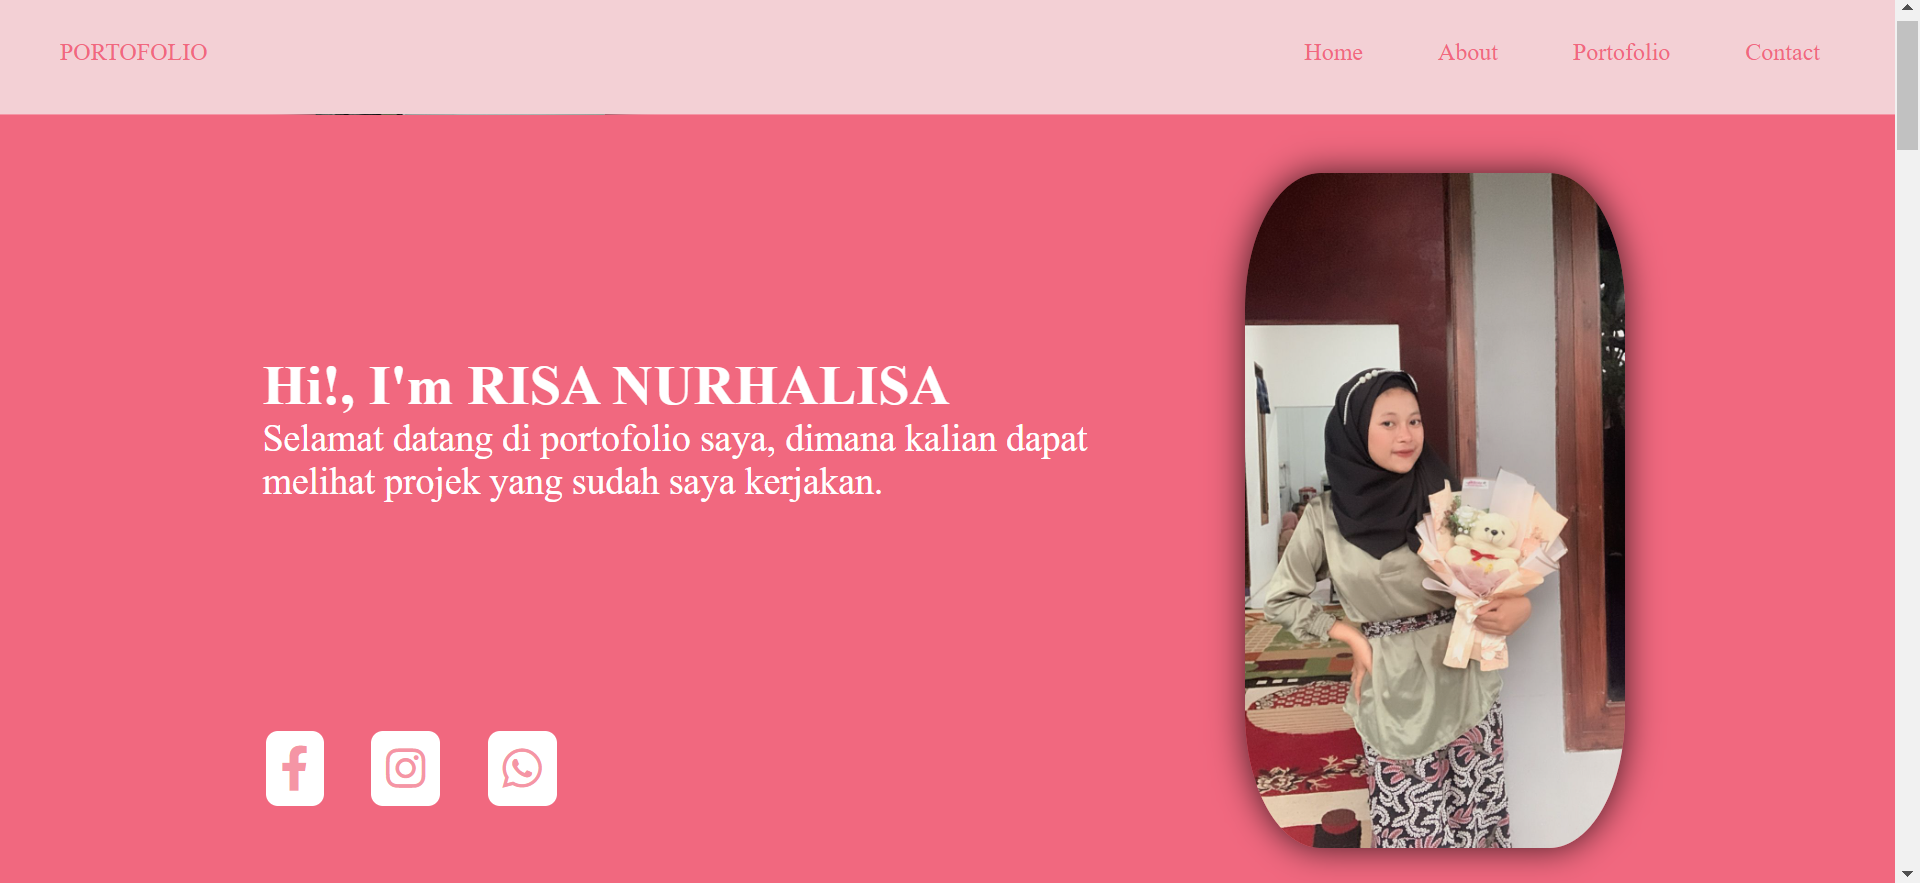 PORTOFOLIO
Home
About
Portofolio
Contact
Hi!, I'm RISA NURHALISA
Selamat datang di portofolio saya, dimana kalian dapat
melihat projek yang sudah saya kerjakan.